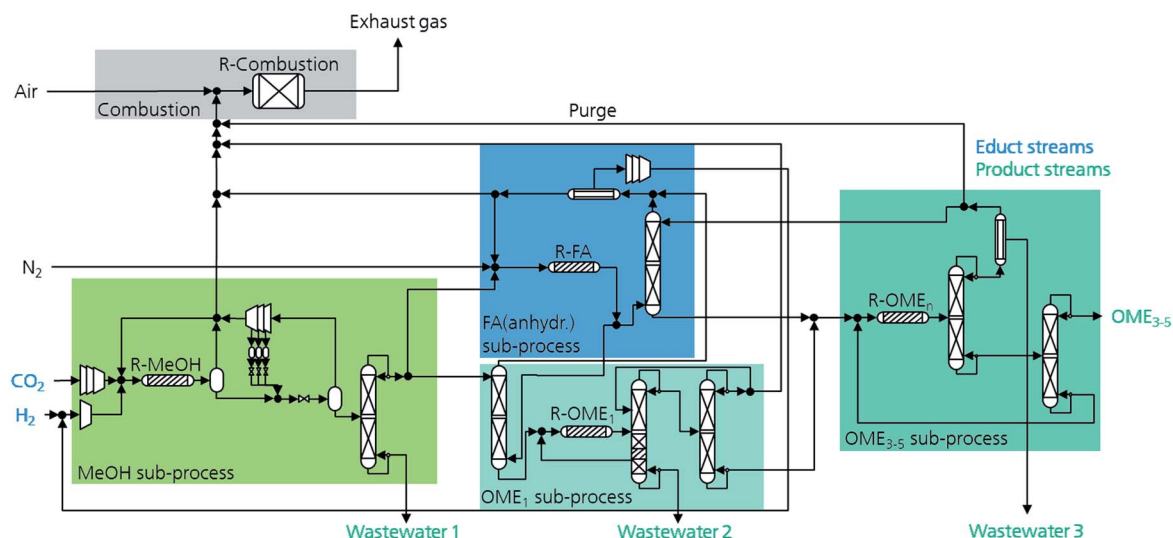 Exhaust gas
R-Combustion
Air
Combustion
Purge
Educt streams
Product streams
N₂
R-FA
FA(anhydr.)
sub-process
R-OMEₙ
OME₃₋₅
R-MeOH
CO₂
H₂
R-OME₁
OME₃₋₅ sub-process
MeOH sub-process
OME₁ sub-process
Wastewater 1
Wastewater 2
Wastewater 3